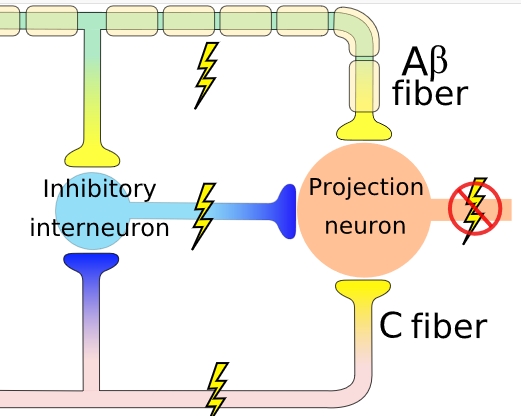 Aβ
fiber
Inhibitory
interneuron
Projection
neuron
C fiber